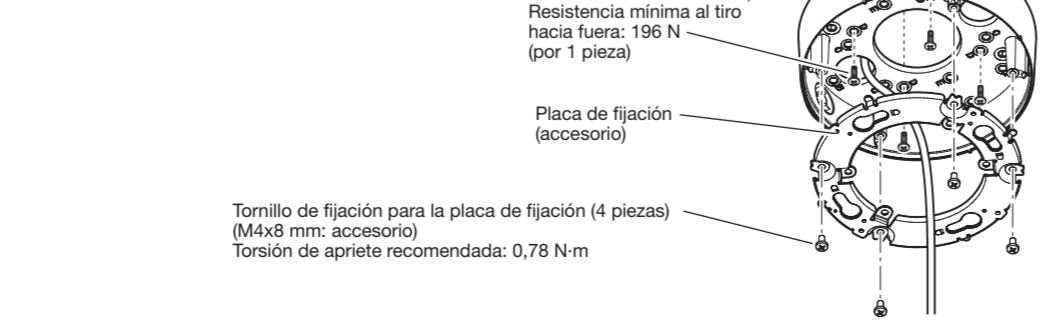 Resistencia mínima al tiro
hacia fuera: 196 N
(por 1 pieza)
Placa de fijación
(accesorio)
Tornillo de fijación para la placa de fijación (4 piezas)
(M4x8 mm: accesorio)
Torsión de apriete recomendada: 0,78 N·m